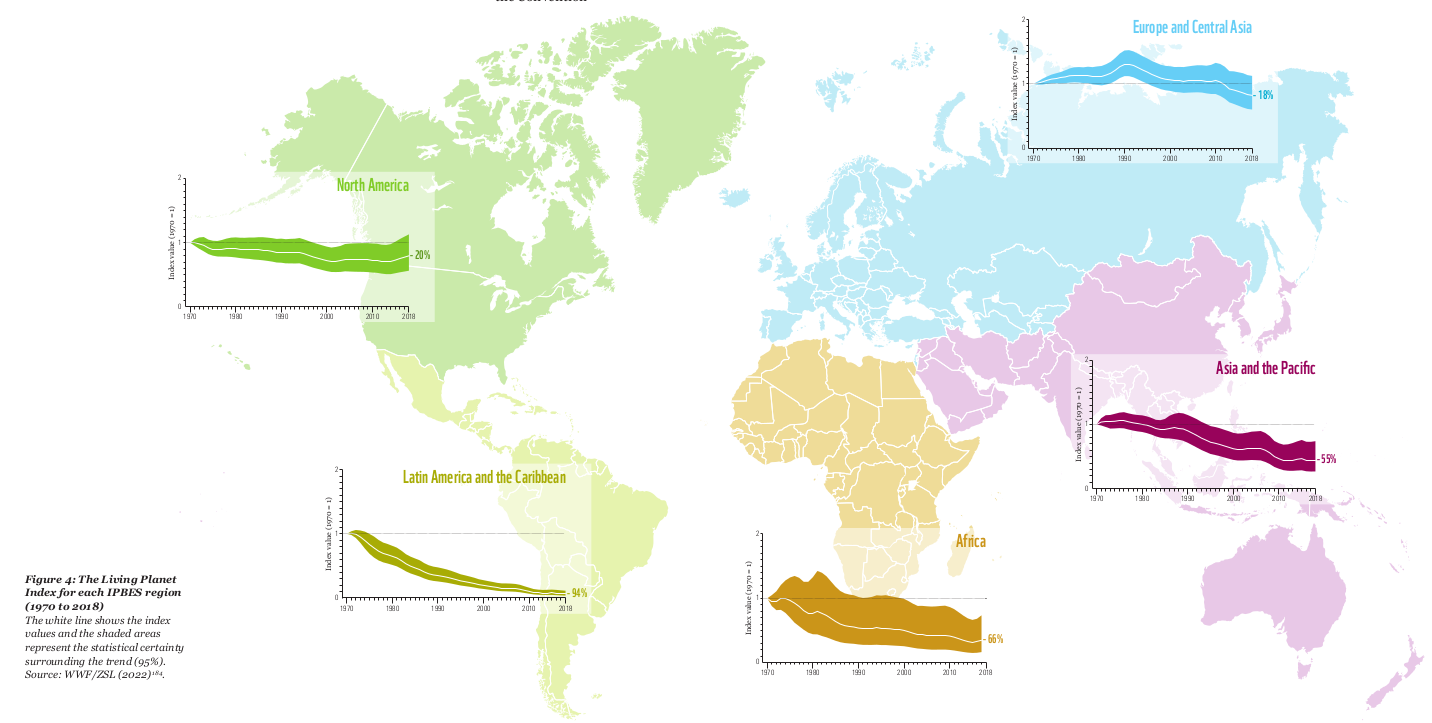 Europe and Central Asia
Index value (1970 = 1)
2
1
0
1970 1980 1990 2000 2010 2018
- 18%
North America
Index value (1970 = 1)
2
1
0
1970 1980 1990 2000 2010 2018
- 20%
Asia and the Pacific
Index value (1970 = 1)
2
1
0
1970 1980 1990 2000 2010 2018
- 55%
Latin America and the Caribbean
Index value (1970 = 1)
2
1
0
1970 1980 1990 2000 2010 2018
- 94%
Africa
Index value (1970 = 1)
2
1
0
1970 1980 1990 2000 2010 2018
- 66%
Figure 4: The Living Planet
Index for each IPBES region
(1970 to 2018)
The white line shows the index
values and the shaded areas
represent the statistical certainty
surrounding the trend (95%).
Source: WWF/ZSL (2022)¹⁸⁴.